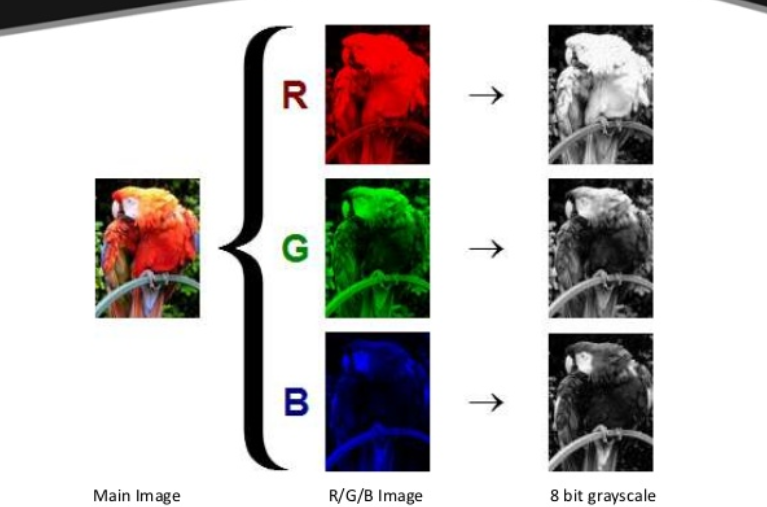 R
G
B
Main Image
R/G/B Image
8 bit grayscale